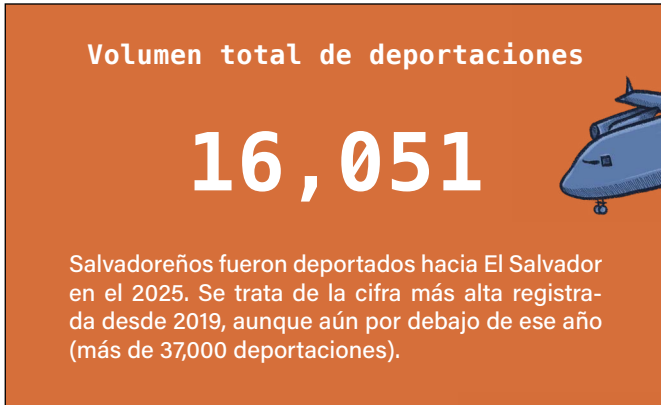 Volumen total de deportaciones
16,051
Salvadoreños fueron deportados hacia El Salvador
en el 2025. Se trata de la cifra más alta registra-
da desde 2019, aunque aún por debajo de ese año
(más de 37,000 deportaciones).